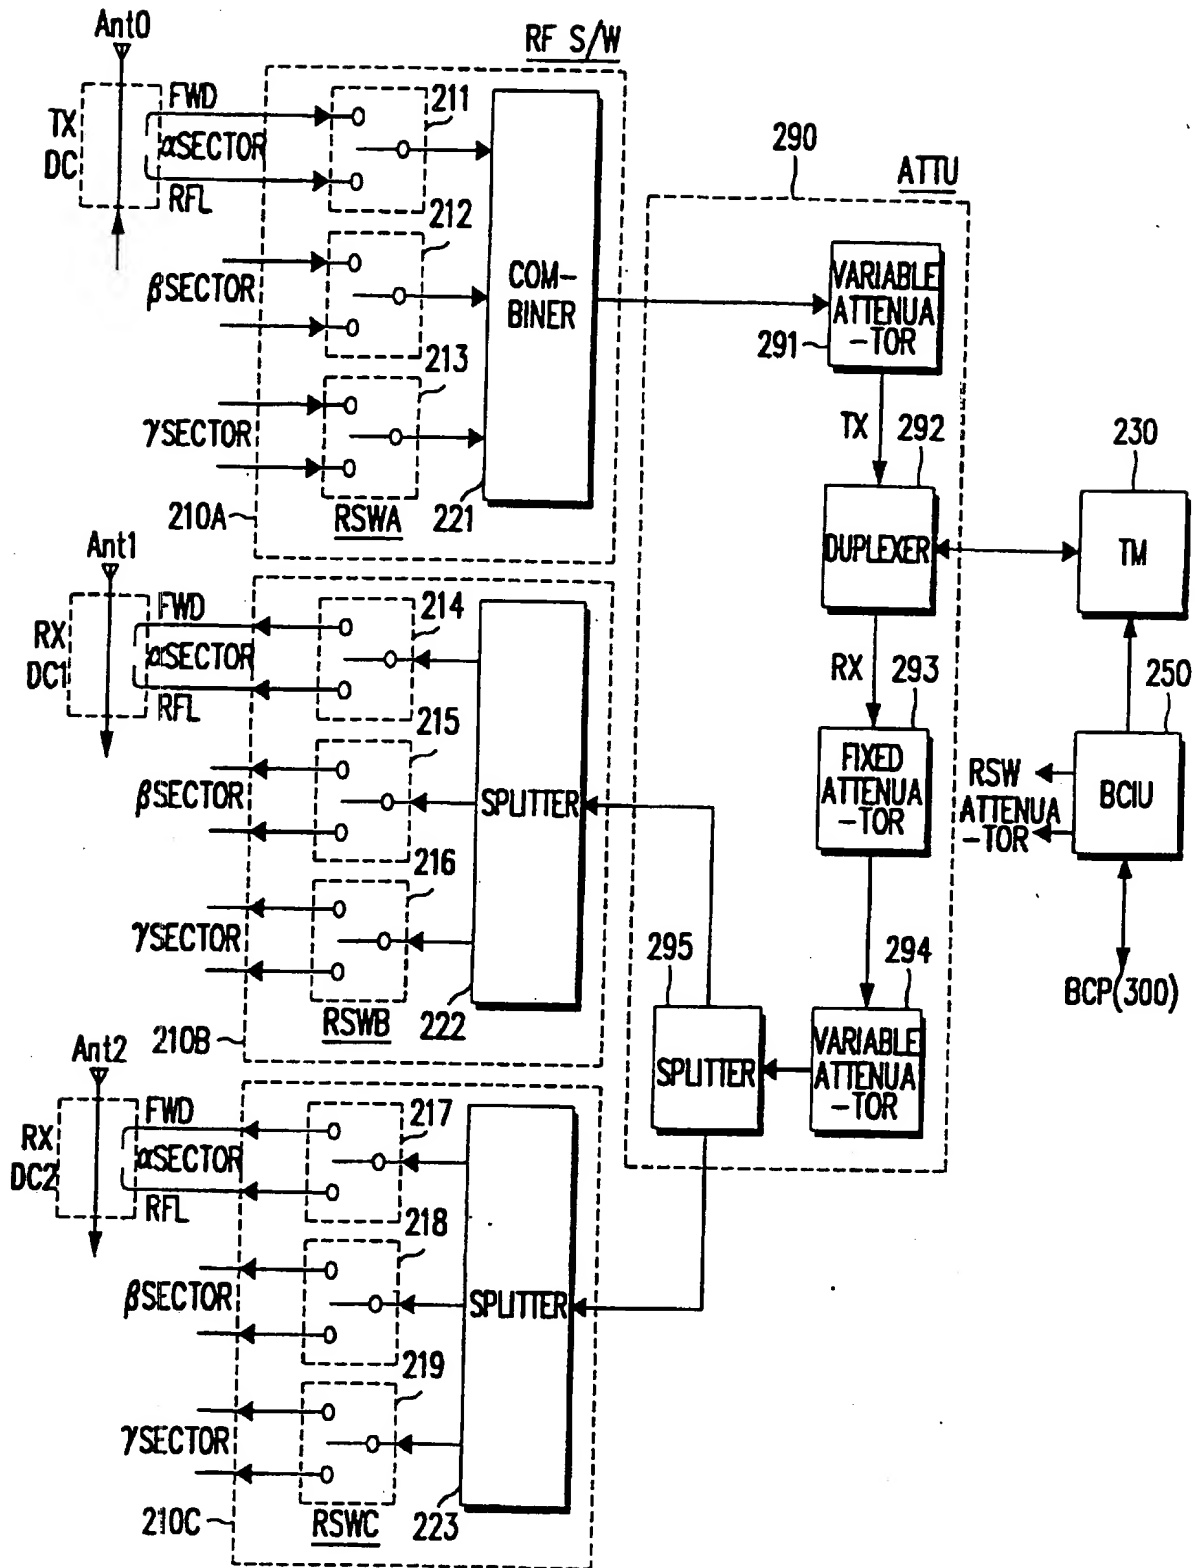 Ant0
RF S/W
TX
DC
FWD
αSECTOR
RFL
211
212
βSECTOR
213
γSECTOR
COM-
BINER
210A
RSWA
221
290
ATTU
VARIABLE
ATTENUA
-TOR
291
TX
292
DUPLEXER
230
TM
RX
293
FIXED
ATTENUA
-TOR
250
BCIU
RSW
ATTENUA
-TOR
BCP(300)
294
VARIABLE
ATTENUA
-TOR
295
SPLITTER
Ant1
RX
DC1
FWD
αSECTOR
RFL
214
215
βSECTOR
216
γSECTOR
SPLITTER
210B
RSWB
222
Ant2
RX
DC2
FWD
αSECTOR
RFL
217
218
βSECTOR
219
γSECTOR
SPLITTER
210C
RSWC
223